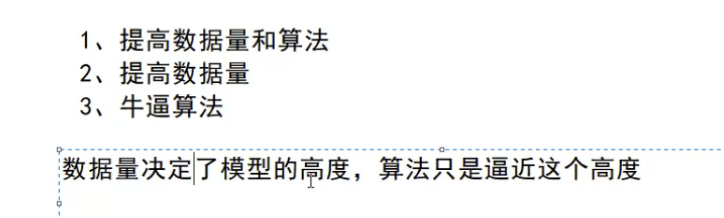 1、提高数据量和算法
2、提高数据量
3、牛逼算法
数据量决定了模型的高度，算法只是逼近这个高度